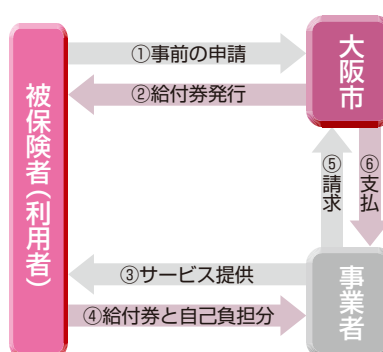 ①事前の申請
②給付券発行
大阪市
被保険者(利用者)
⑤請求
⑥支払
③サービス提供
④給付券と自己負担分
事業者